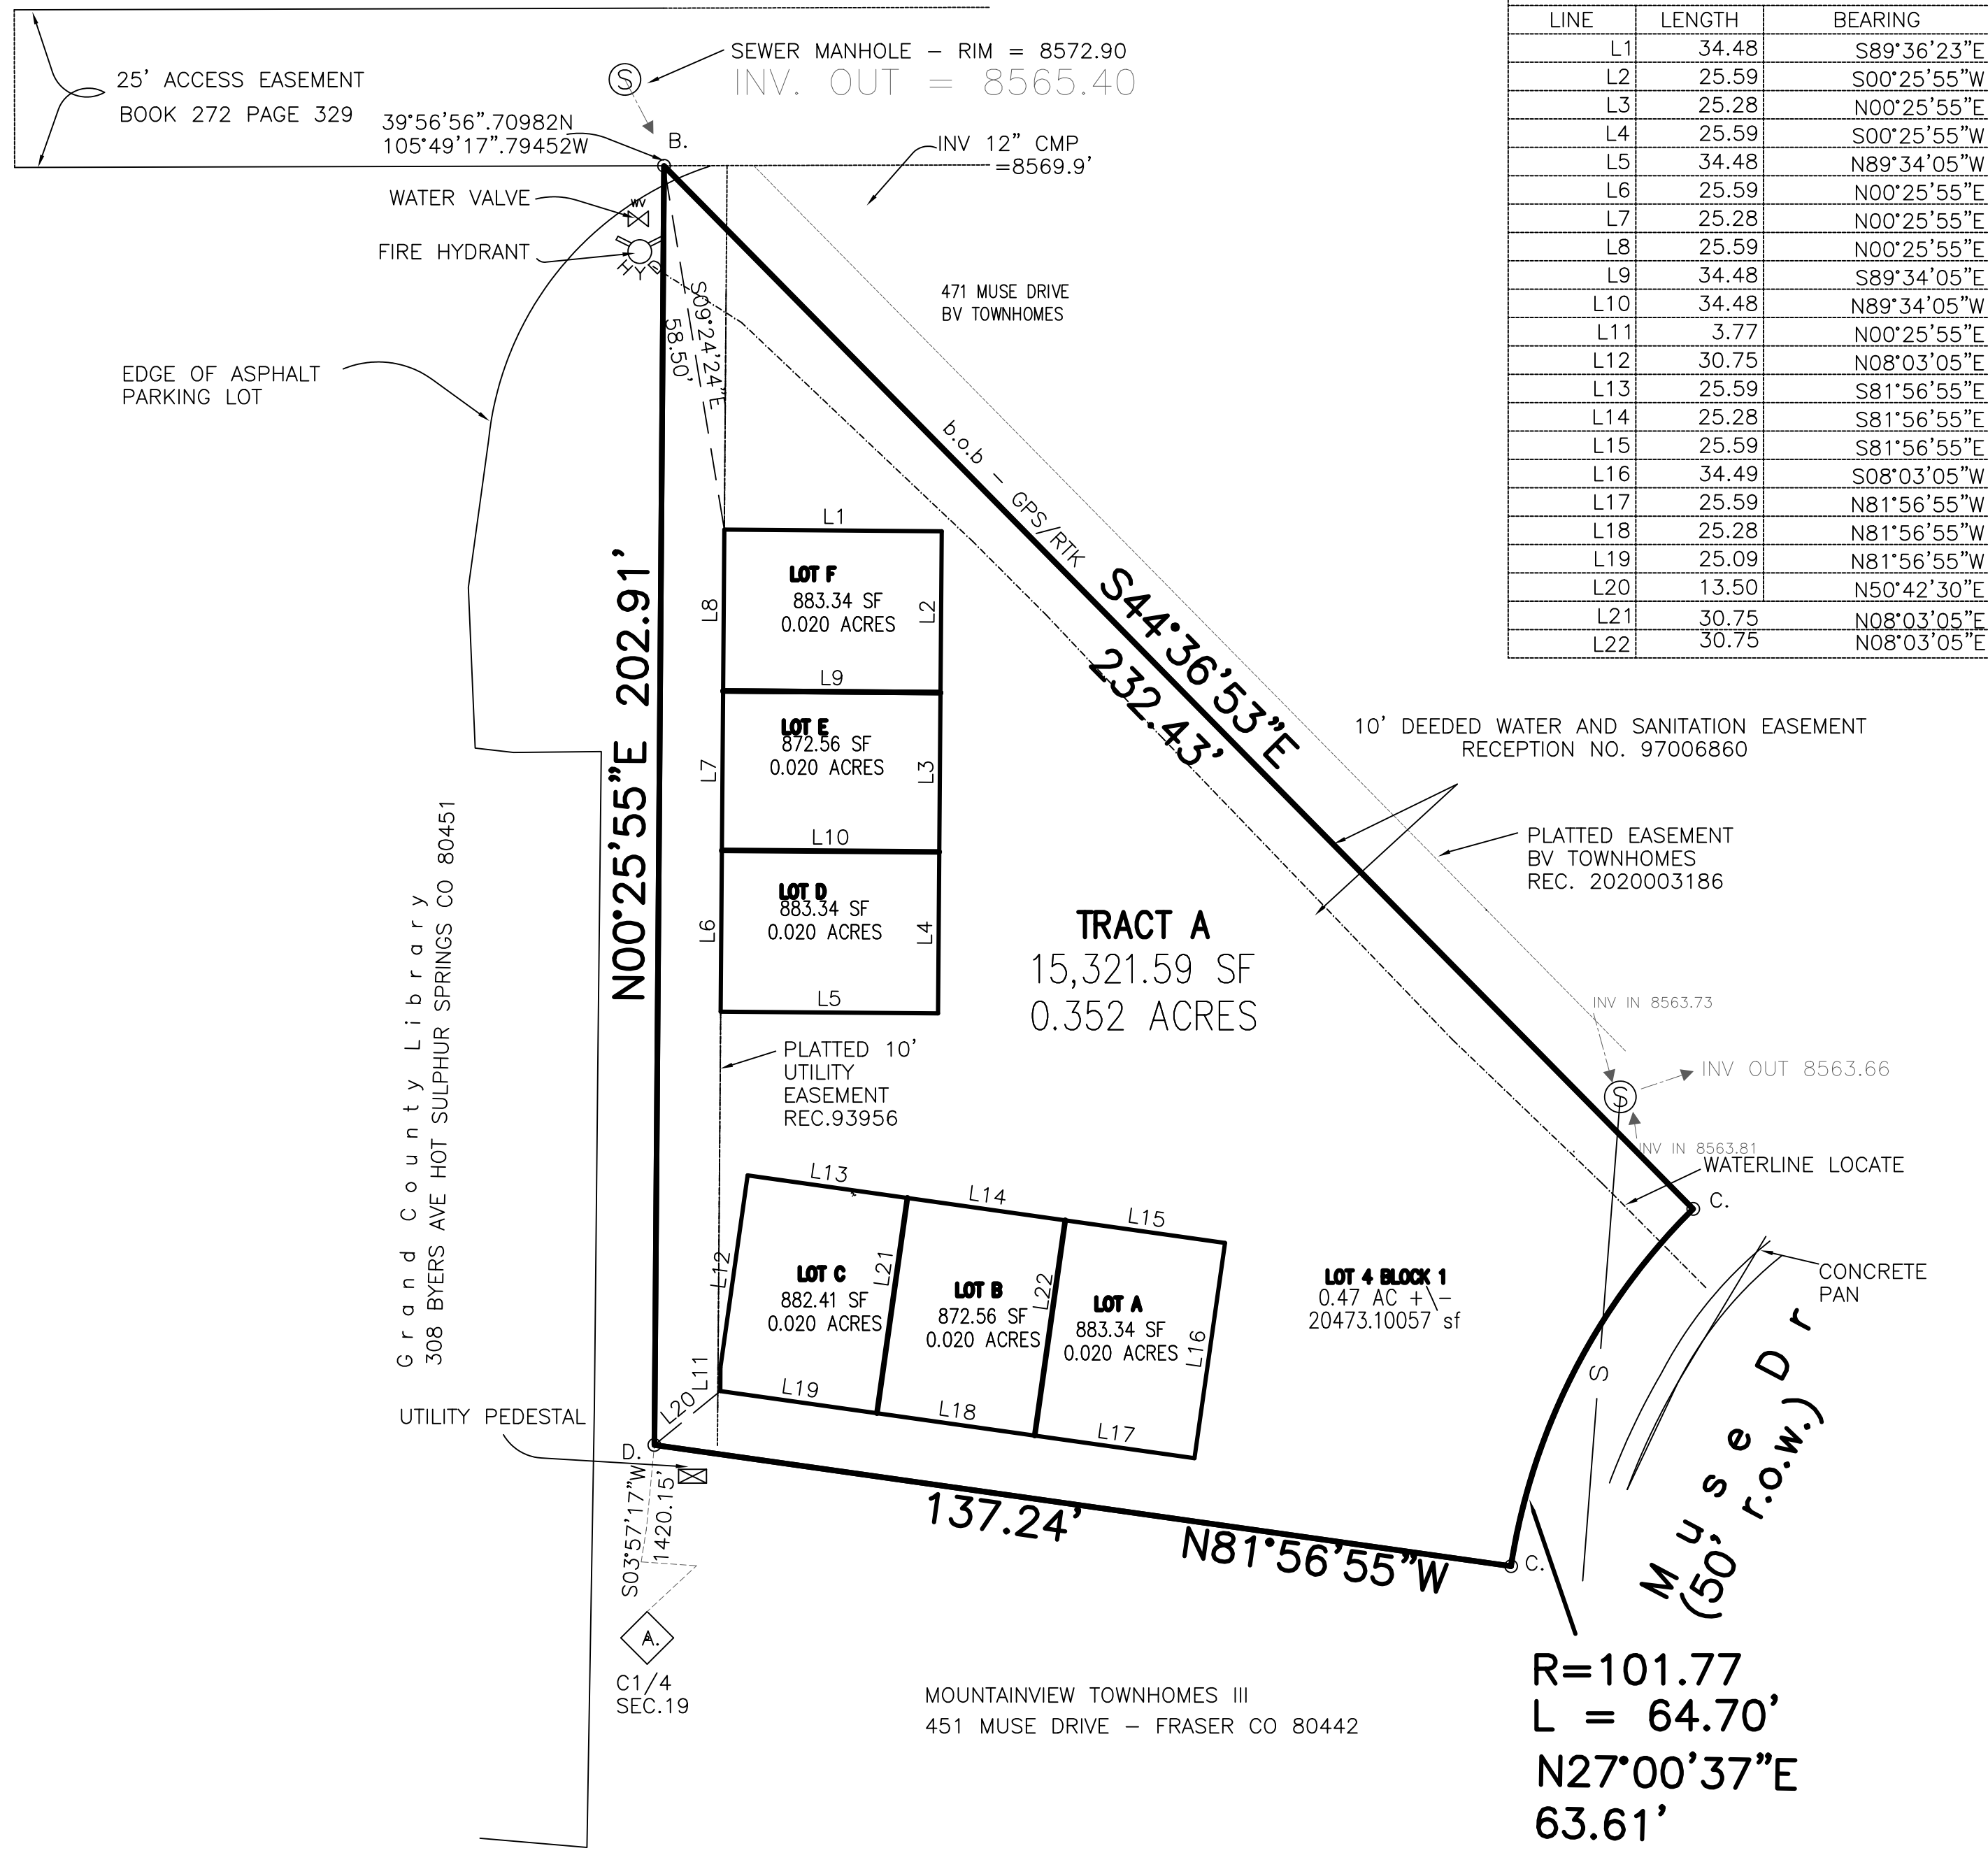 25' ACCESS EASEMENT
BOOK 272 PAGE 329
S
SEWER MANHOLE – RIM = 8572.90
INV. OUT = 8565.40
39°56'56".70982N
105°49'17".79452W
B.
INV 12" CMP
=8569.9'
WATER VALVE
WV
FIRE HYDRANT
HYD
471 MUSE DRIVE
BV TOWNHOMES
EDGE OF ASPHALT
PARKING LOT
S09°24'24"E
58.50'
b.o.b – GPS/RTK
S44°36'53"E
232.43'
N00°25'55"E 202.91'
LINE LENGTH BEARING
L1 34.48 S89°36'23"E
L2 25.59 S00°25'55"W
L3 25.28 N00°25'55"E
L4 25.59 S00°25'55"W
L5 34.48 N89°34'05"W
L6 25.59 N00°25'55"E
L7 25.28 N00°25'55"E
L8 25.59 N00°25'55"E
L9 34.48 S89°34'05"E
L10 34.48 N89°34'05"W
L11 3.77 N00°25'55"E
L12 30.75 N08°03'05"E
L13 25.59 S81°56'55"E
L14 25.28 S81°56'55"E
L15 25.59 S81°56'55"E
L16 34.49 S08°03'05"W
L17 25.59 N81°56'55"W
L18 25.28 N81°56'55"W
L19 25.09 N81°56'55"W
L20 13.50 N50°42'30"E
L21 30.75 N08°03'05"E
L22 30.75 N08°03'05"E
L1
LOT F
883.34 SF
0.020 ACRES
L8
L2
L9
LOT E
872.56 SF
0.020 ACRES
L7
L3
L10
LOT D
883.34 SF
0.020 ACRES
L6
L4
L5
10' DEEDED WATER AND SANITATION EASEMENT
RECEPTION NO. 97006860
PLATTED EASEMENT
BV TOWNHOMES
REC. 2020003186
TRACT A
15,321.59 SF
0.352 ACRES
PLATTED 10'
UTILITY
EASEMENT
REC.93956
Grand County Library
308 BYERS AVE HOT SULPHUR SPRINGS CO 80451
INV IN 8563.73
INV OUT 8563.66
S
INV IN 8563.81
WATERLINE LOCATE
C.
CONCRETE
PAN
L13
L14
L15
L12
LOT C
882.41 SF
0.020 ACRES
L21
LOT B
872.56 SF
0.020 ACRES
L22
LOT A
883.34 SF
0.020 ACRES
L16
LOT 4 BLOCK 1
0.47 AC +\–
20473.10057 sf
L11
L19
L18
L17
L20
S
Muse Dr
(50' r.o.w.)
UTILITY PEDESTAL
D.
S03°57'17"W
1420.15'
137.24'
N81°56'55"W
C.
A.
C1/4
SEC.19
MOUNTAINVIEW TOWNHOMES III
451 MUSE DRIVE – FRASER CO 80442
R=101.77
L = 64.70'
N27°00'37"E
63.61'